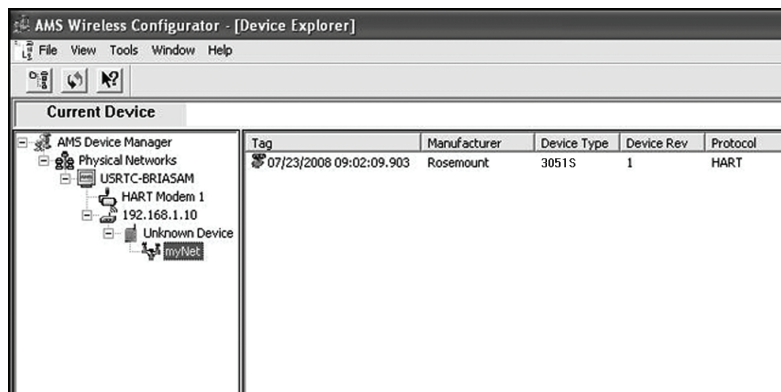 AMS Wireless Configurator - [Device Explorer]
File View Tools Window Help
Current Device
AMS Device Manager
Physical Networks
USRTC-BRIASAM
HART Modem 1
192.168.1.10
Unknown Device
myNet
Tag Manufacturer Device Type Device Rev Protocol
07/23/2008 09:02:09.903 Rosemount 3051S 1 HART